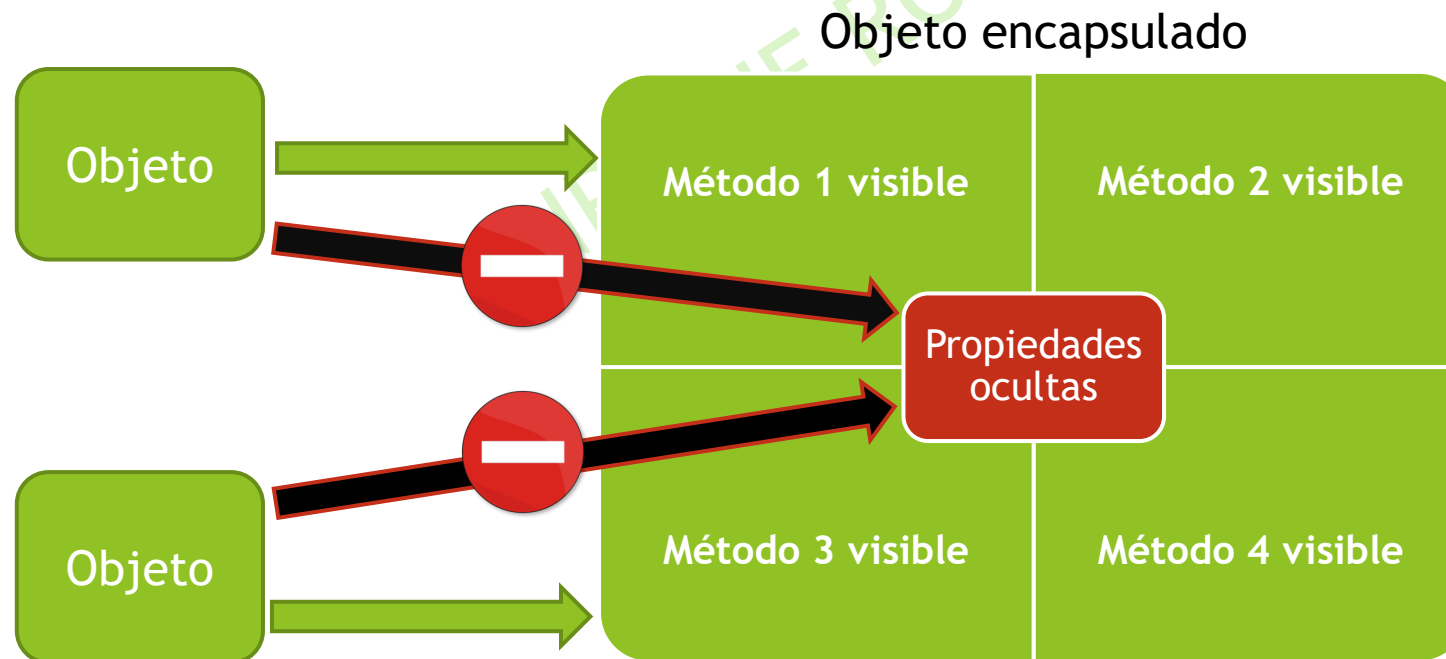 Objeto encapsulado
Objeto
Método 1 visible
Método 2 visible
Propiedades
ocultas
Objeto
Método 3 visible
Método 4 visible